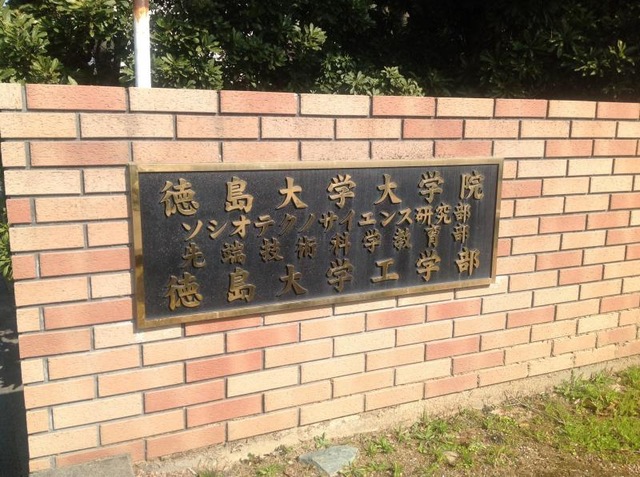 徳島大学大学院
ソシオテクノサイエンス研究部
先端技術科学教育部
徳島大学工学部